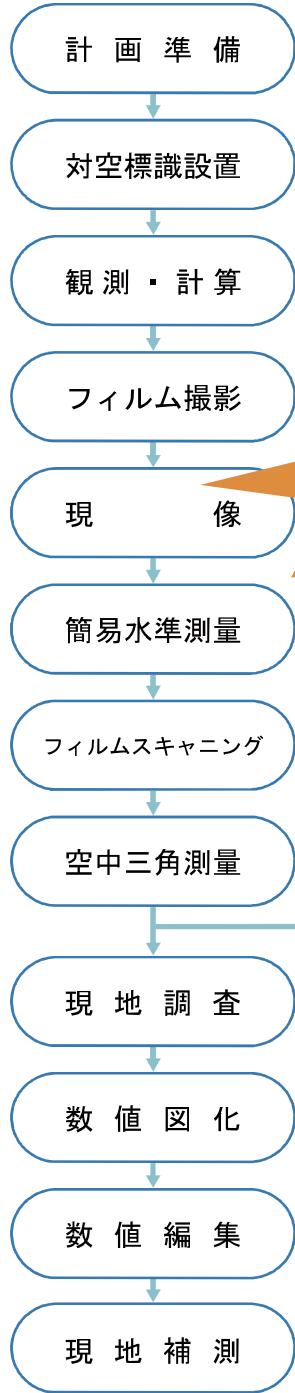 計画準備
対空標識設置
観測・計算
フィルム撮影
現像
簡易水準測量
フィルムスキャニング
空中三角測量
現地調査
数値図化
数値編集
現地補測